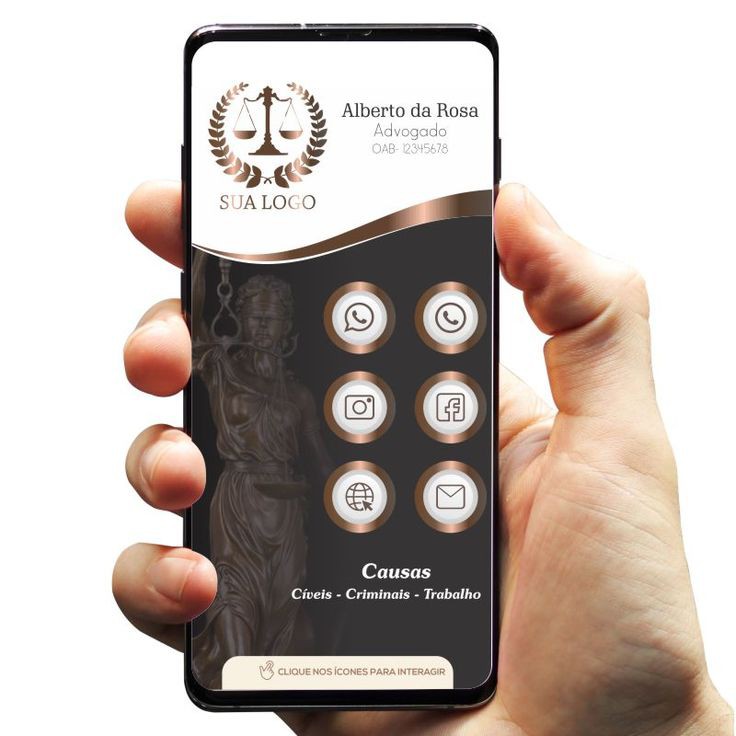 Alberto da Rosa
Advogado
OAB- 12345678
SUA LOGO
Causas
Cíveis - Criminais - Trabalho
CLIQUE NOS ÍCONES PARA INTERAGIR